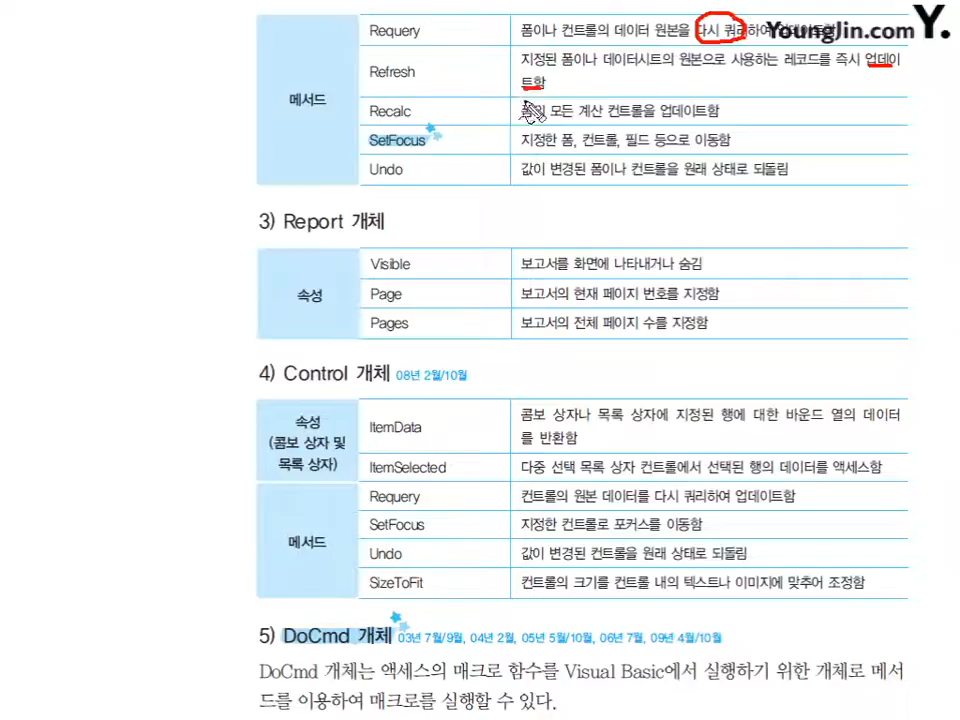 Requery 폼이나 컨트롤의 데이터 원본을 다시 쿼리하여 업데이트함
YoungJin.com Y.
메서드
Refresh 지정된 폼이나 데이터시트의 원본으로 사용하는 레코드를 즉시 업데이
트함
Recalc 폼의 모든 계산 컨트롤을 업데이트함
SetFocus 지정한 폼, 컨트롤, 필드 등으로 이동함
Undo 값이 변경된 폼이나 컨트롤을 원래 상태로 되돌림
3) Report 개체
속성
Visible 보고서를 화면에 나타내거나 숨김
Page 보고서의 현재 페이지 번호를 지정함
Pages 보고서의 전체 페이지 수를 지정함
4) Control 개체 08년 2월/10월
속성
(콤보 상자 및
목록 상자)
ItemData 콤보 상자나 목록 상자에 지정된 행에 대한 바운드 열의 데이터
를 반환함
ItemSelected 다중 선택 목록 상자 컨트롤에서 선택된 행의 데이터를 액세스함
메서드
Requery 컨트롤의 원본 데이터를 다시 쿼리하여 업데이트함
SetFocus 지정한 컨트롤로 포커스를 이동함
Undo 값이 변경된 컨트롤을 원래 상태로 되돌림
SizeToFit 컨트롤의 크기를 컨트롤 내의 텍스트나 이미지에 맞추어 조정함
5) DoCmd 개체 03년 7월/9월, 04년 2월, 05년 5월/10월, 06년 7월, 09년 4월/10월
DoCmd 개체는 액세스의 매크로 함수를 Visual Basic에서 실행하기 위한 개체로 메서
드를 이용하여 매크로를 실행할 수 있다.